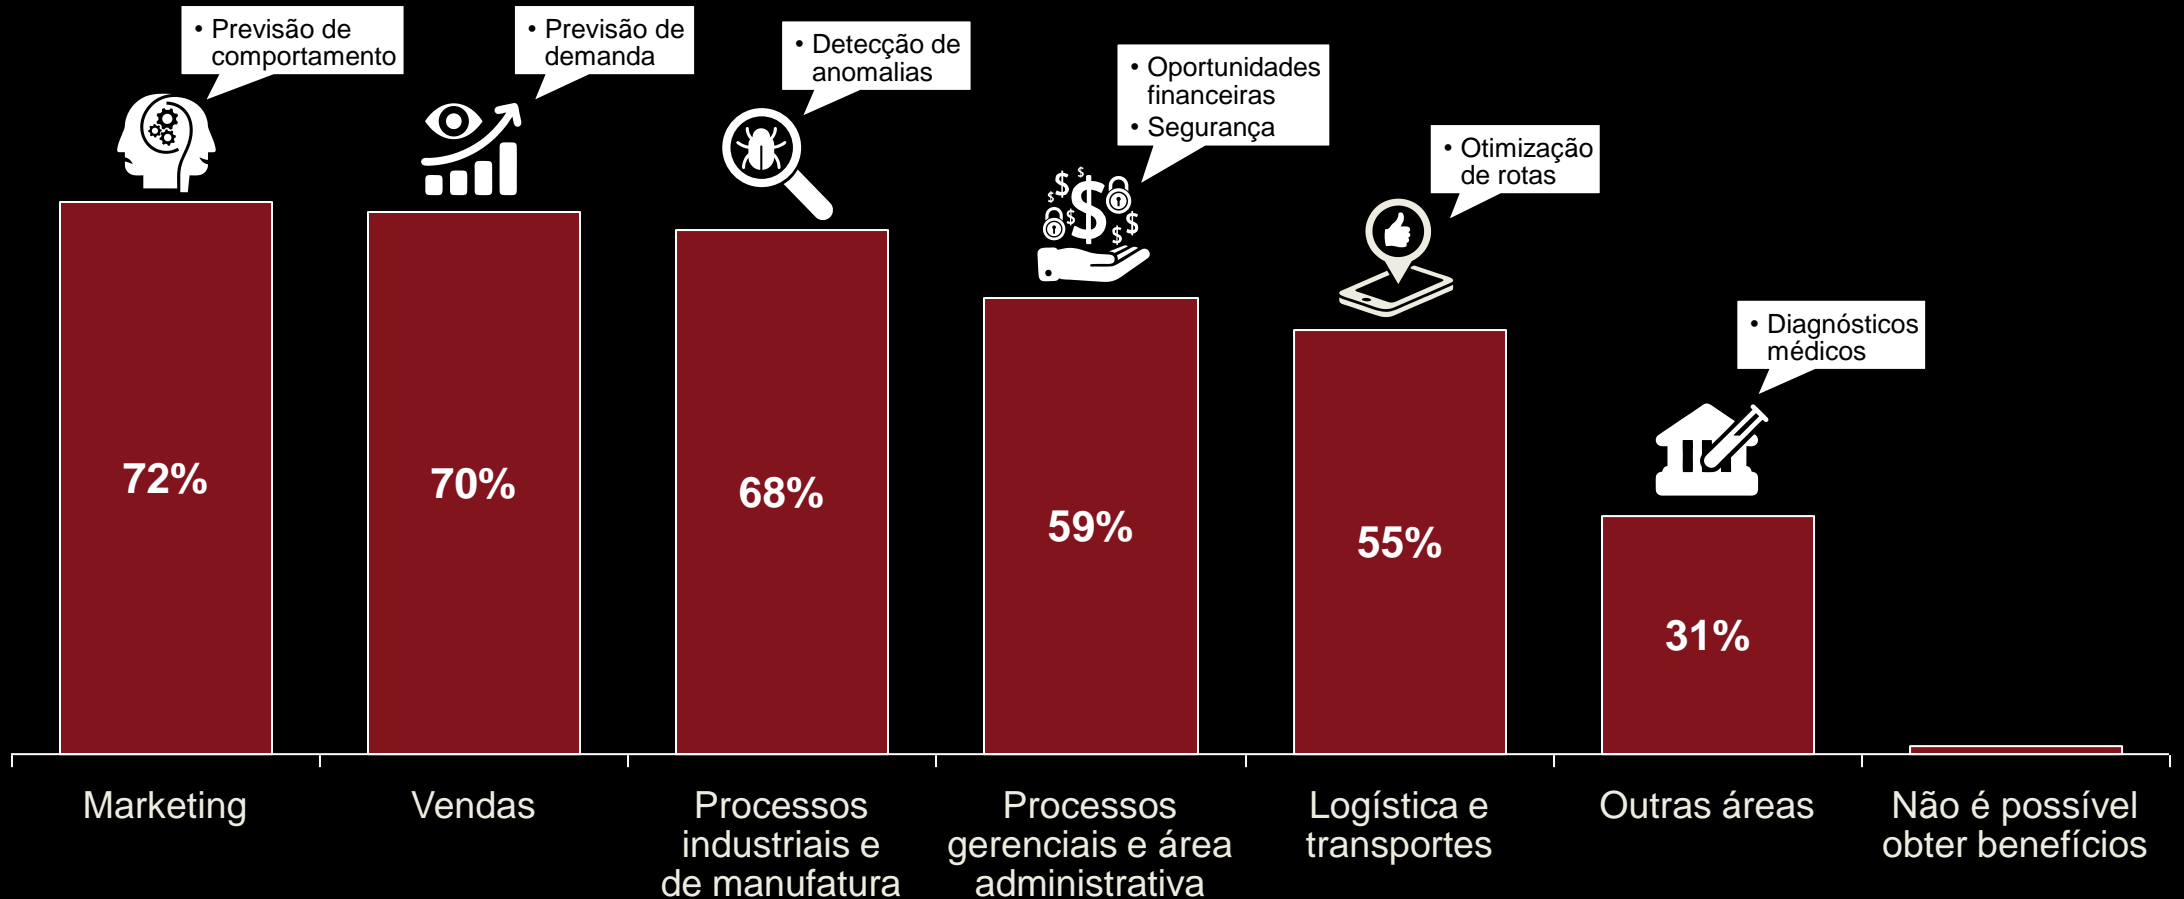 • Previsão de
comportamento
• Previsão de
demanda
• Detecção de
anomalias
• Oportunidades
financeiras
• Segurança
• Otimização
de rotas
• Diagnósticos
médicos
72%
70%
68%
59%
55%
31%
Marketing
Vendas
Processos
industriais e
de manufatura
Processos
gerenciais e área
administrativa
Logística e
transportes
Outras áreas
Não é possível
obter benefícios